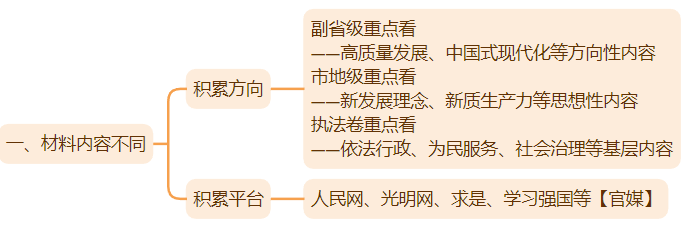 一、材料内容不同
积累方向
副省级重点看
——高质量发展、中国式现代化等方向性内容
市地级重点看
——新发展理念、新质生产力等思想性内容
执法卷重点看
——依法行政、为民服务、社会治理等基层内容
积累平台
人民网、光明网、求是、学习强国等【官媒】